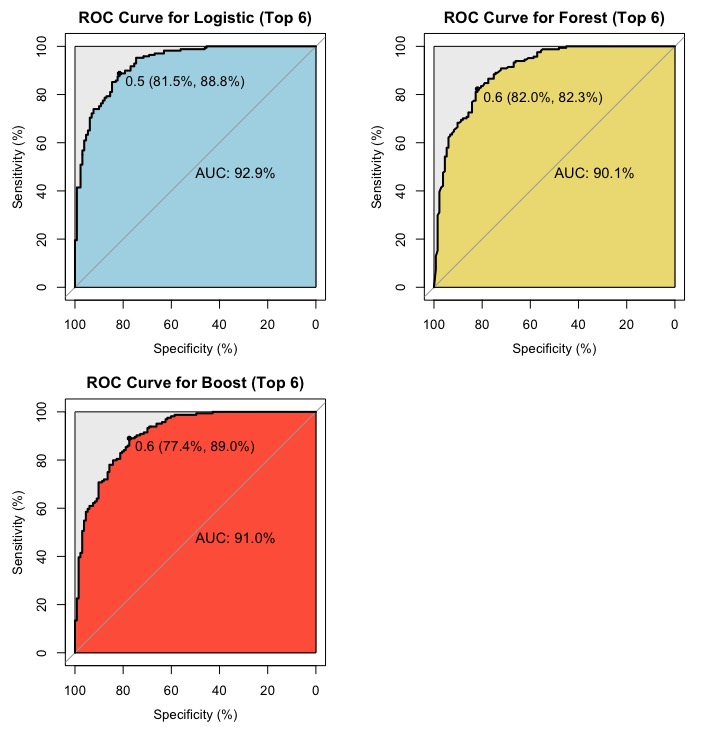 ROC Curve for Logistic (Top 6)
Sensitivity (%)
100
80
60
40
20
0
0.5 (81.5%, 88.8%)
AUC: 92.9%
100 80 60 40 20 0
Specificity (%)
ROC Curve for Forest (Top 6)
Sensitivity (%)
100
80
60
40
20
0
0.6 (82.0%, 82.3%)
AUC: 90.1%
100 80 60 40 20 0
Specificity (%)
ROC Curve for Boost (Top 6)
Sensitivity (%)
100
80
60
40
20
0
0.6 (77.4%, 89.0%)
AUC: 91.0%
100 80 60 40 20 0
Specificity (%)